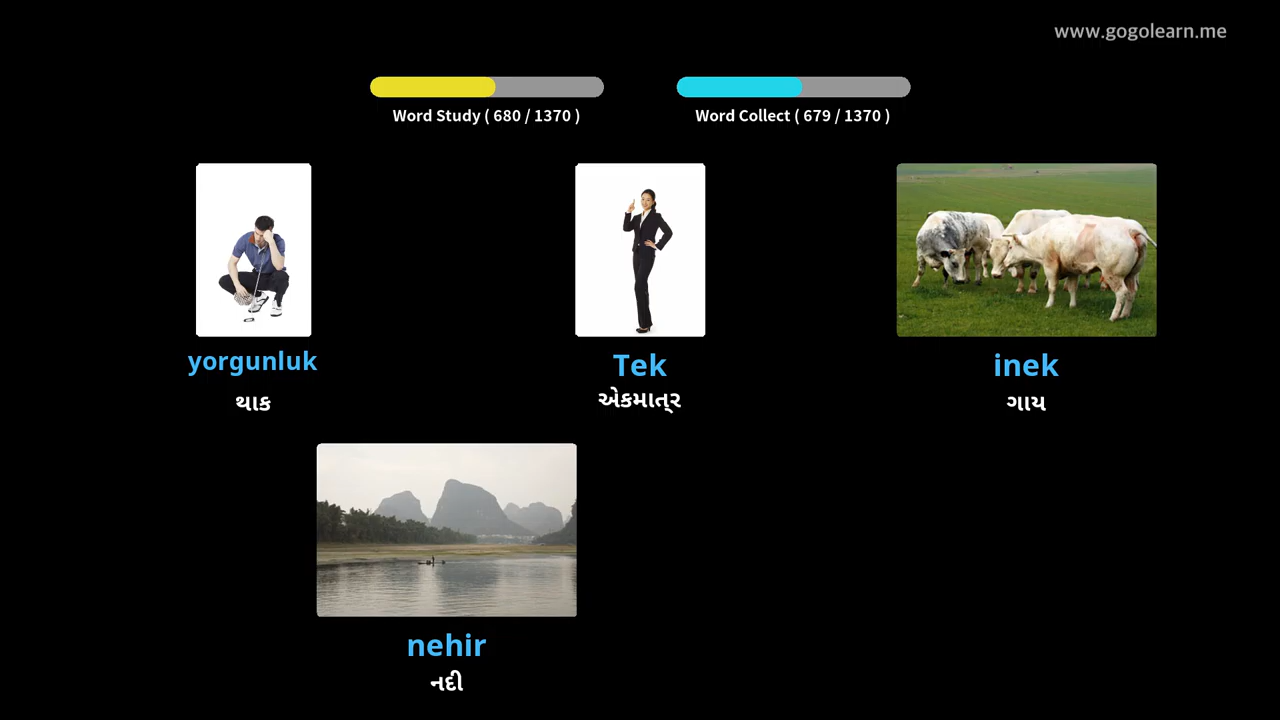 www.gogolearn.me
Word Study ( 680 / 1370 )
Word Collect ( 679 / 1370 )
yorgunluk
થાક
Tek
એકમાત્ર
inek
ગાય
nehir
નદી